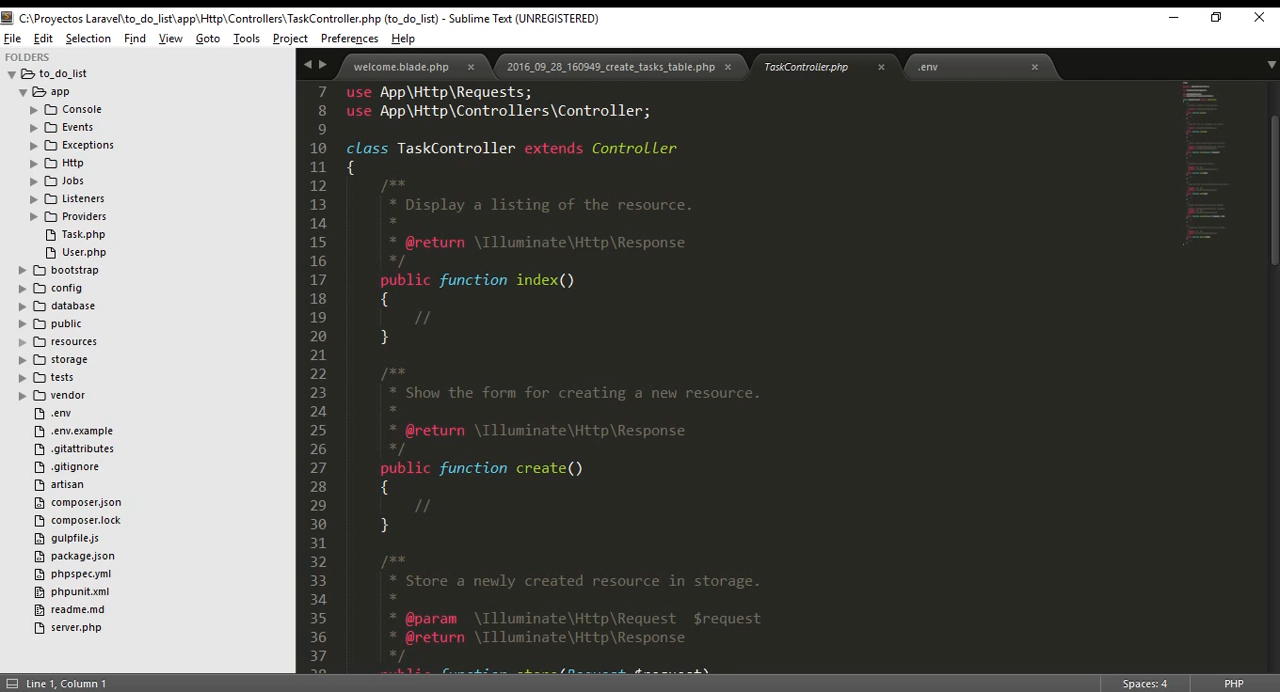 C:\Proyectos Laravel\to_do_list\app\Http\Controllers\TaskController.php (to_do_list) - Sublime Text (UNREGISTERED)
File Edit Selection Find View Goto Tools Project Preferences Help
FOLDERS
to_do_list
app
Console
Events
Exceptions
Http
Jobs
Listeners
Providers
Task.php
User.php
bootstrap
config
database
public
resources
storage
tests
vendor
.env
.env.example
.gitattributes
.gitignore
artisan
composer.json
composer.lock
gulpfile.js
package.json
phpspec.yml
phpunit.xml
readme.md
server.php
welcome.blade.php × 2016_09_28_160949_create_tasks_table.php × TaskController.php × .env ×
7 use App\Http\Requests;
8 use App\Http\Controllers\Controller;
9
10 class TaskController extends Controller
11 {
12 /**
13 * Display a listing of the resource.
14 *
15 * @return \Illuminate\Http\Response
16 */
17 public function index()
18 {
19 //
20 }
21
22 /**
23 * Show the form for creating a new resource.
24 *
25 * @return \Illuminate\Http\Response
26 */
27 public function create()
28 {
29 //
30 }
31
32 /**
33 * Store a newly created resource in storage.
34 *
35 * @param \Illuminate\Http\Request $request
36 * @return \Illuminate\Http\Response
37 */
38 public function store(Request $request)
Line 1, Column 1 Spaces: 4 PHP